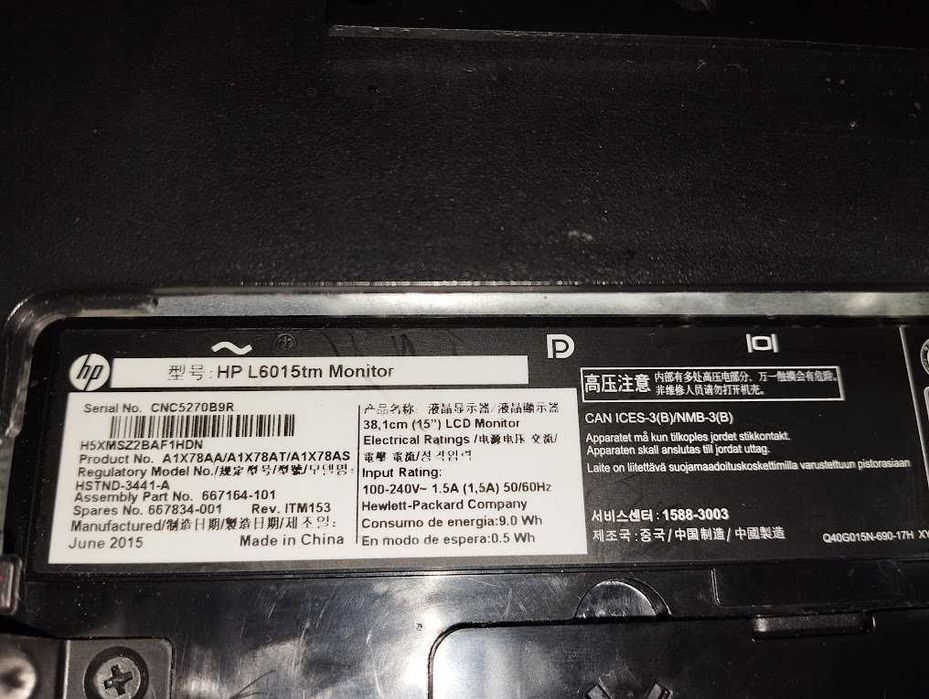 hp
型号: HP L6015tm Monitor
Serial No. CNC5270B9R
H5XMSZ2BAF1HDN
Product No. A1X78AA/A1X78AT/A1X78AS
Regulatory Model No./规定型号/型號/모델명:
HSTND-3441-A
Assembly Part No. 667164-101
Spares No. 667834-001 Rev. ITM153
Manufactured/制造日期/製造日期/제조일:
June 2015 Made in China
产品名称: 液晶显示器/液晶顯示器
38,1cm (15") LCD Monitor
Electrical Ratings /电源电压 交流/
電壓 電流/정격입력
Input Rating:
100-240V~ 1.5A (1,5A) 50/60Hz
Hewlett-Packard Company
Consumo de energia:9.0 Wh
En modo de espera:0.5 Wh
高压注意 内部有多处高压电部分、万一触摸会有危险。
非维修人员请勿打开机壳。
CAN ICES-3(B)/NMB-3(B)
Apparatet må kun tilkoples jordet stikkontakt.
Apparaten skall anslutas till jordat uttag.
Laite on liitettävä suojamaadoituskoskettimilla varustettuun pistorasiaan
서비스센터 : 1588-3003
제조국 : 중국 / 中国制造 / 中國製造
Q40G015N-690-17H XY